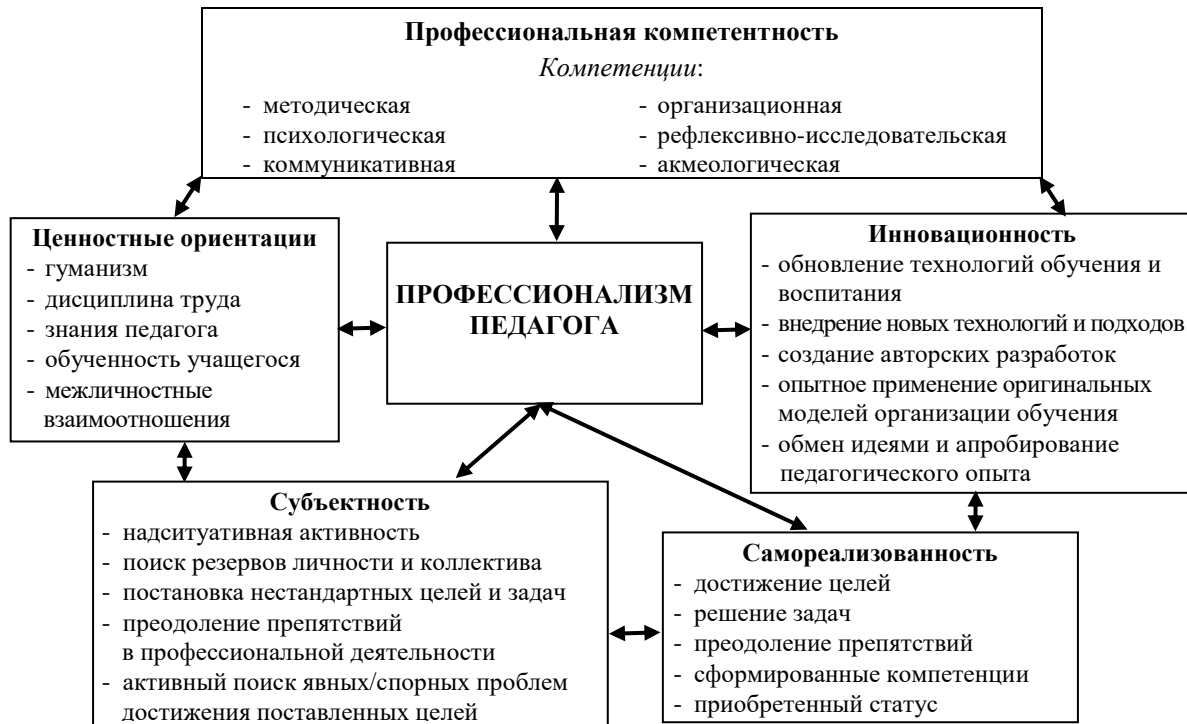 Профессиональная компетентность
Компетенции:
- методическая
- психологическая
- коммуникативная
- организационная
- рефлексивно-исследовательская
- акмеологическая
Ценностные ориентации
- гуманизм
- дисциплина труда
- знания педагога
- обученность учащегося
- межличностные
взаимоотношения
ПРОФЕССИОНАЛИЗМ
ПЕДАГОГА
Инновационность
- обновление технологий обучения и
воспитания
- внедрение новых технологий и подходов
- создание авторских разработок
- опытное применение оригинальных
моделей организации обучения
- обмен идеями и апробирование
педагогического опыта
Субъектность
- надситуативная активность
- поиск резервов личности и коллектива
- постановка нестандартных целей и задач
- преодоление препятствий
в профессиональной деятельности
- активный поиск явных/спорных проблем
достижения поставленных целей
Самореализованность
- достижение целей
- решение задач
- преодоление препятствий
- сформированные компетенции
- приобретенный статус